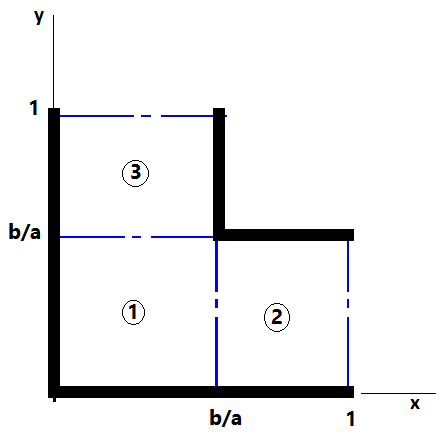 y
1
③
b/a
①
②
x
b/a
1